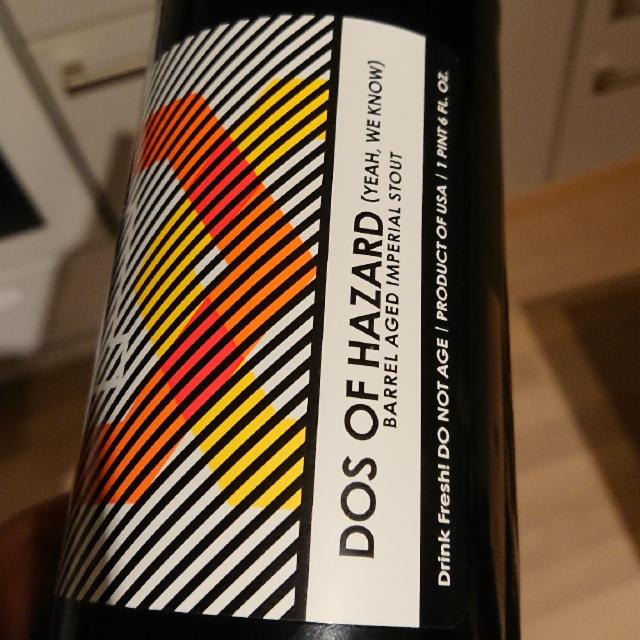 DOS OF HAZARD (YEAH, WE KNOW)
BARREL AGED IMPERIAL STOUT
Drink Fresh! DO NOT AGE | PRODUCT OF USA | 1 PINT 6 FL. OZ.